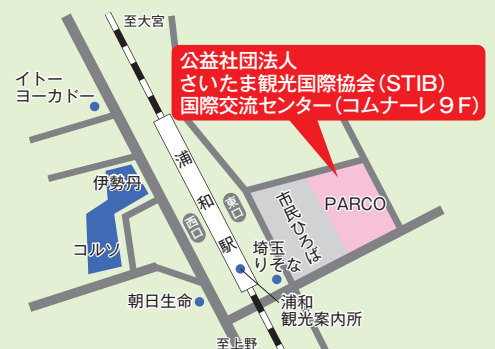 至大宮
公益社団法人
さいたま観光国際協会(STIB)
国際交流センター(コムナーレ9F)
イトー
ヨーカドー
浦和駅
伊勢丹
西口
東口
市民ひろば
PARCO
コルソ
埼玉
りそな
朝日生命
浦和
観光案内所
至上野